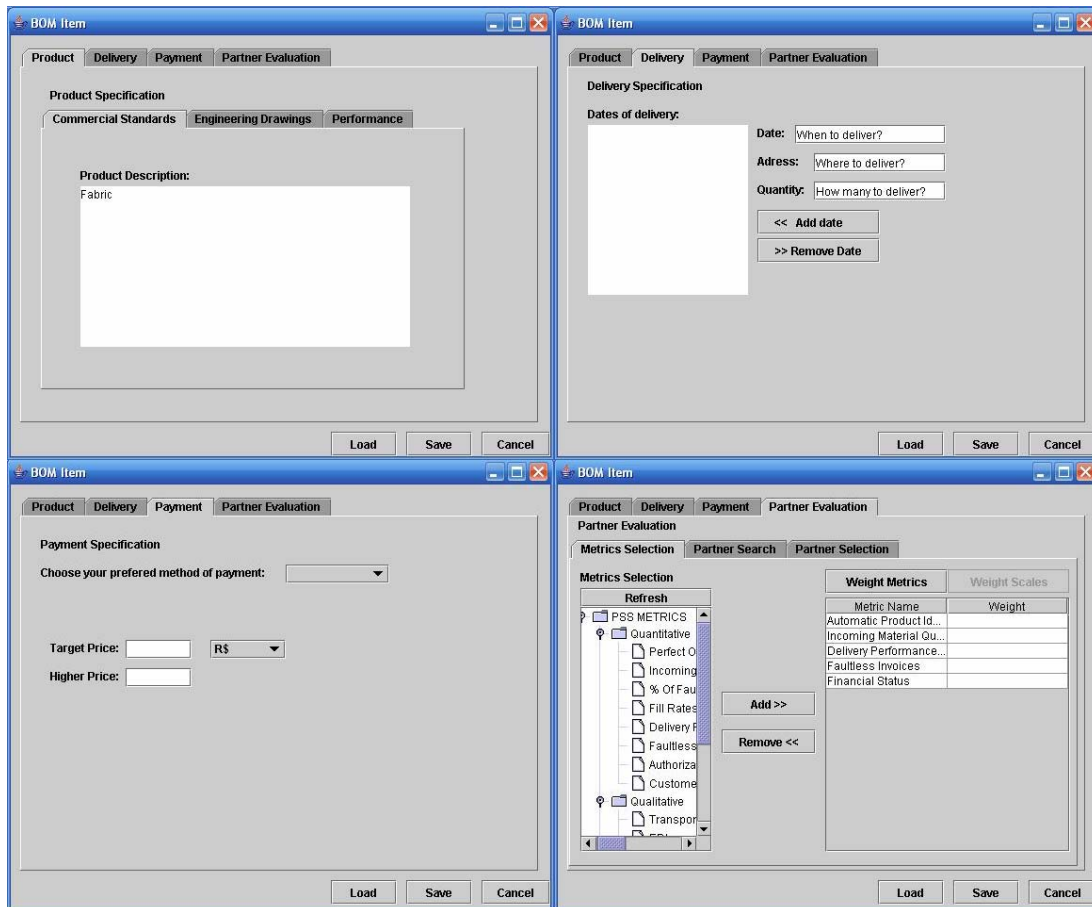 BOM Item
Product Delivery Payment Partner Evaluation
Product Specification
Commercial Standards Engineering Drawings Performance
Product Description:
Fabric
Load Save Cancel
BOM Item
Product Delivery Payment Partner Evaluation
Delivery Specification
Dates of delivery:
Date: When to deliver?
Adress: Where to deliver?
Quantity: How many to deliver?
<< Add date
>> Remove Date
Load Save Cancel
BOM Item
Product Delivery Payment Partner Evaluation
Payment Specification
Choose your prefered method of payment:
Target Price: R$
Higher Price:
Load Save Cancel
BOM Item
Product Delivery Payment Partner Evaluation
Partner Evaluation
Metrics Selection Partner Search Partner Selection
Metrics Selection
Refresh
PSS METRICS
Quantitative
Perfect O
Incoming
% Of Fau
Fill Rates
Delivery F
Faultless
Authoriza
Custome
Qualitative
Transpor
Add >>
Remove <<
Weight Metrics Weight Scales
Metric Name Weight
Automatic Product Id...
Incoming Material Qu...
Delivery Performance...
Faultless Invoices
Financial Status
Load Save Cancel